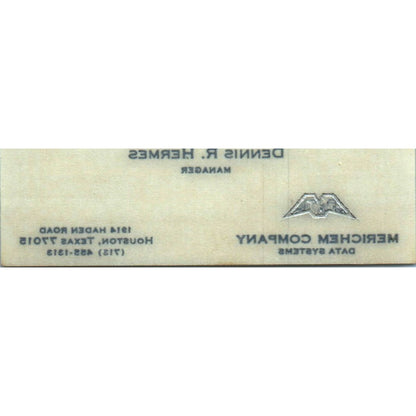 DENNIS R. HERMES
MANAGER
1914 HADEN ROAD
HOUSTON, TEXAS 77015
(713) 455-1313
MERICHEM COMPANY
DATA SYSTEMS